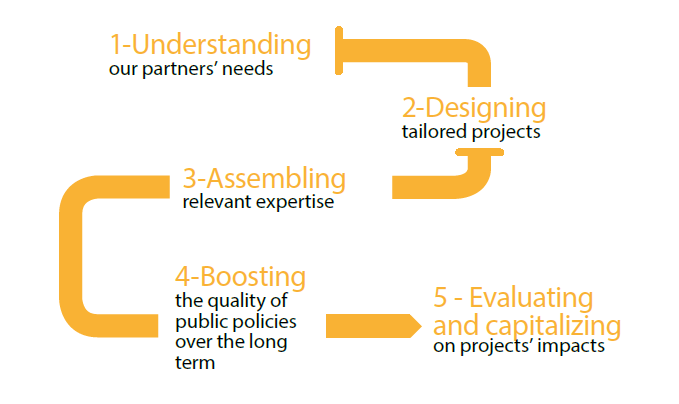 1-Understanding
our partners’ needs
2-Designing
tailored projects
3-Assembling
relevant expertise
4-Boosting
the quality of
public policies
over the long
term
5 - Evaluating
and capitalizing
on projects’ impacts